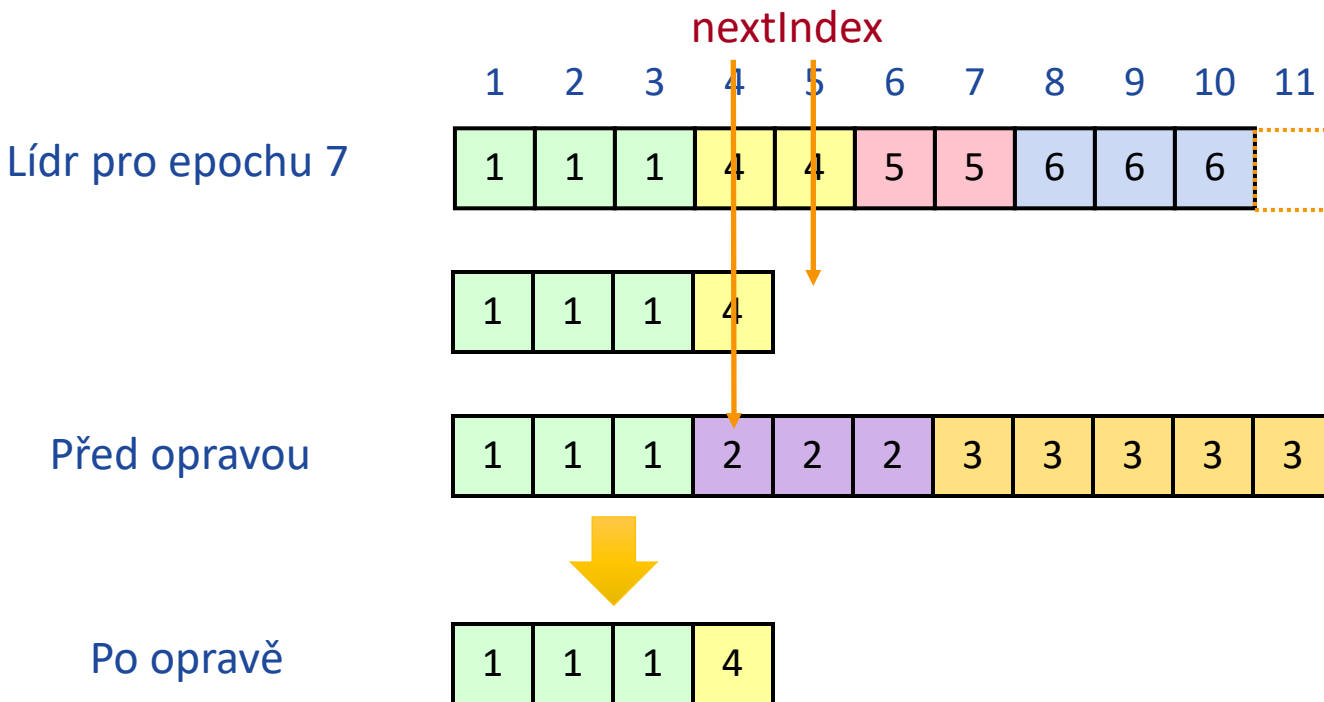 nextIndex
1 2 3 4 5 6 7 8 9 10 11
Lídr pro epochu 7 1 1 1 4 4 5 5 6 6 6
1 1 1 4
Před opravou 1 1 1 2 2 2 3 3 3 3 3
Po opravě 1 1 1 4